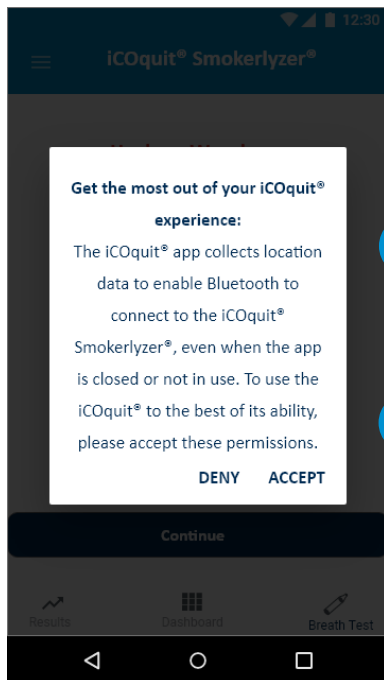 12:30
iCOquit® Smokerlyzer®
Get the most out of your iCOquit®
experience:
The iCOquit® app collects location
data to enable Bluetooth to
connect to the iCOquit®
Smokerlyzer®, even when the app
is closed or not in use. To use the
iCOquit® to the best of its ability,
please accept these permissions.
DENY ACCEPT
Continue
Results Dashboard Breath Test